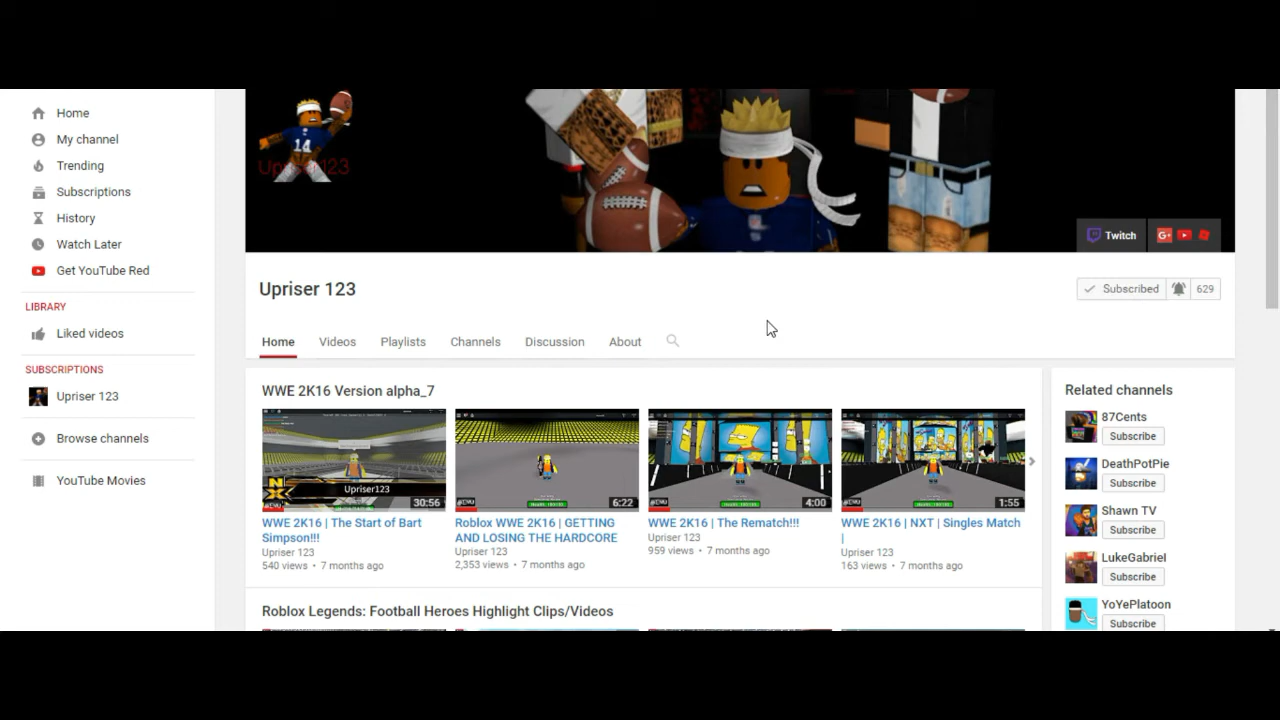 Home
My channel
Trending
Subscriptions
History
Watch Later
Get YouTube Red
LIBRARY
Liked videos
SUBSCRIPTIONS
Upriser 123
Browse channels
YouTube Movies
14
Upriser123
Twitch
G+
Upriser 123
Subscribed
629
Home
Videos
Playlists
Channels
Discussion
About
WWE 2K16 Version alpha_7
Upriser123
30:56
WWE 2K16 | The Start of Bart
Simpson!!!
Upriser 123
540 views • 7 months ago
6:22
Roblox WWE 2K16 | GETTING
AND LOSING THE HARDCORE
Upriser 123
2,353 views • 7 months ago
4:00
WWE 2K16 | The Rematch!!!
Upriser 123
959 views • 7 months ago
1:55
WWE 2K16 | NXT | Singles Match
|
Upriser 123
163 views • 7 months ago
Roblox Legends: Football Heroes Highlight Clips/Videos
Related channels
87Cents
Subscribe
DeathPotPie
Subscribe
Shawn TV
Subscribe
LukeGabriel
Subscribe
YoYePlatoon
Subscribe